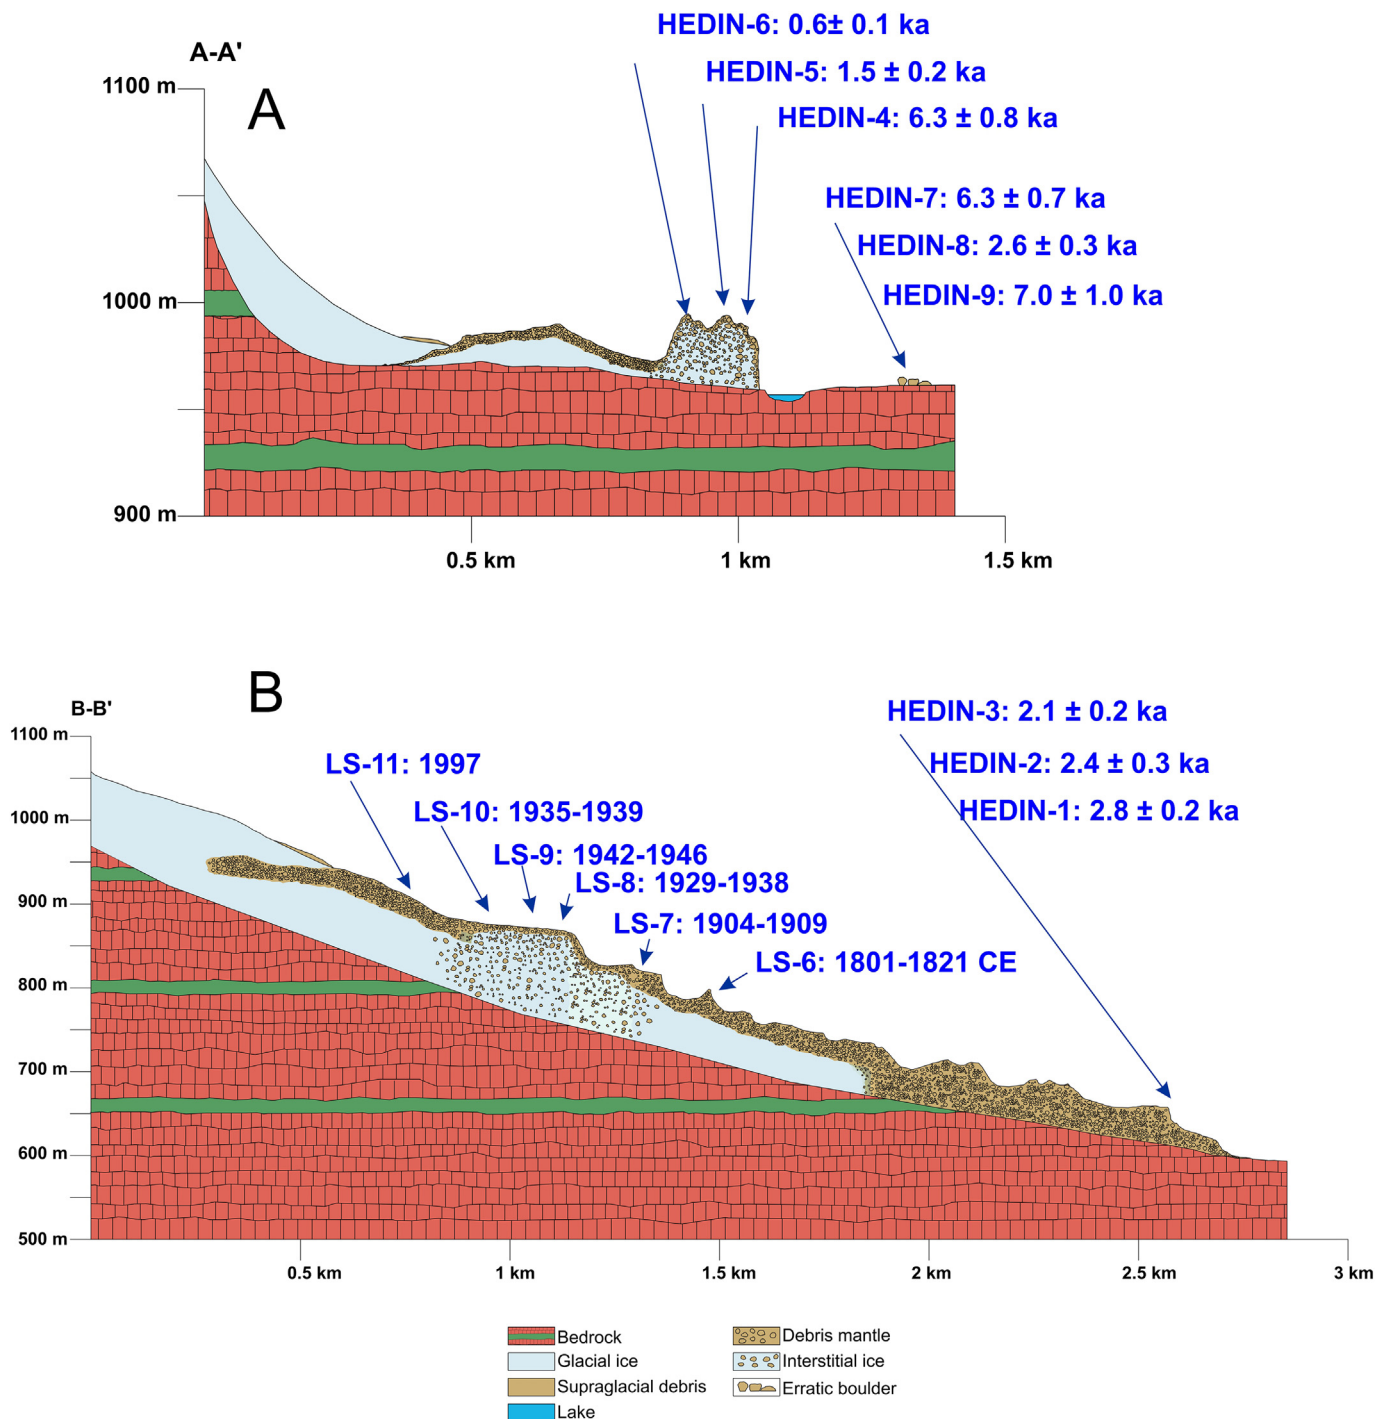 HEDIN-6: 0.6± 0.1 ka
A-A'
HEDIN-5: 1.5 ± 0.2 ka
1100 m
A
HEDIN-4: 6.3 ± 0.8 ka
HEDIN-7: 6.3 ± 0.7 ka
HEDIN-8: 2.6 ± 0.3 ka
HEDIN-9: 7.0 ± 1.0 ka
1000 m
900 m
0.5 km
1 km
1.5 km
B
B-B'
HEDIN-3: 2.1 ± 0.2 ka
1100 m
LS-11: 1997
HEDIN-2: 2.4 ± 0.3 ka
LS-10: 1935-1939
HEDIN-1: 2.8 ± 0.2 ka
1000 m
LS-9: 1942-1946
LS-8: 1929-1938
900 m
LS-7: 1904-1909
LS-6: 1801-1821 CE
800 m
700 m
600 m
500 m
0.5 km
1 km
1.5 km
2 km
2.5 km
3 km
Bedrock
Glacial ice
Supraglacial debris
Lake
Debris mantle
Interstitial ice
Erratic boulder